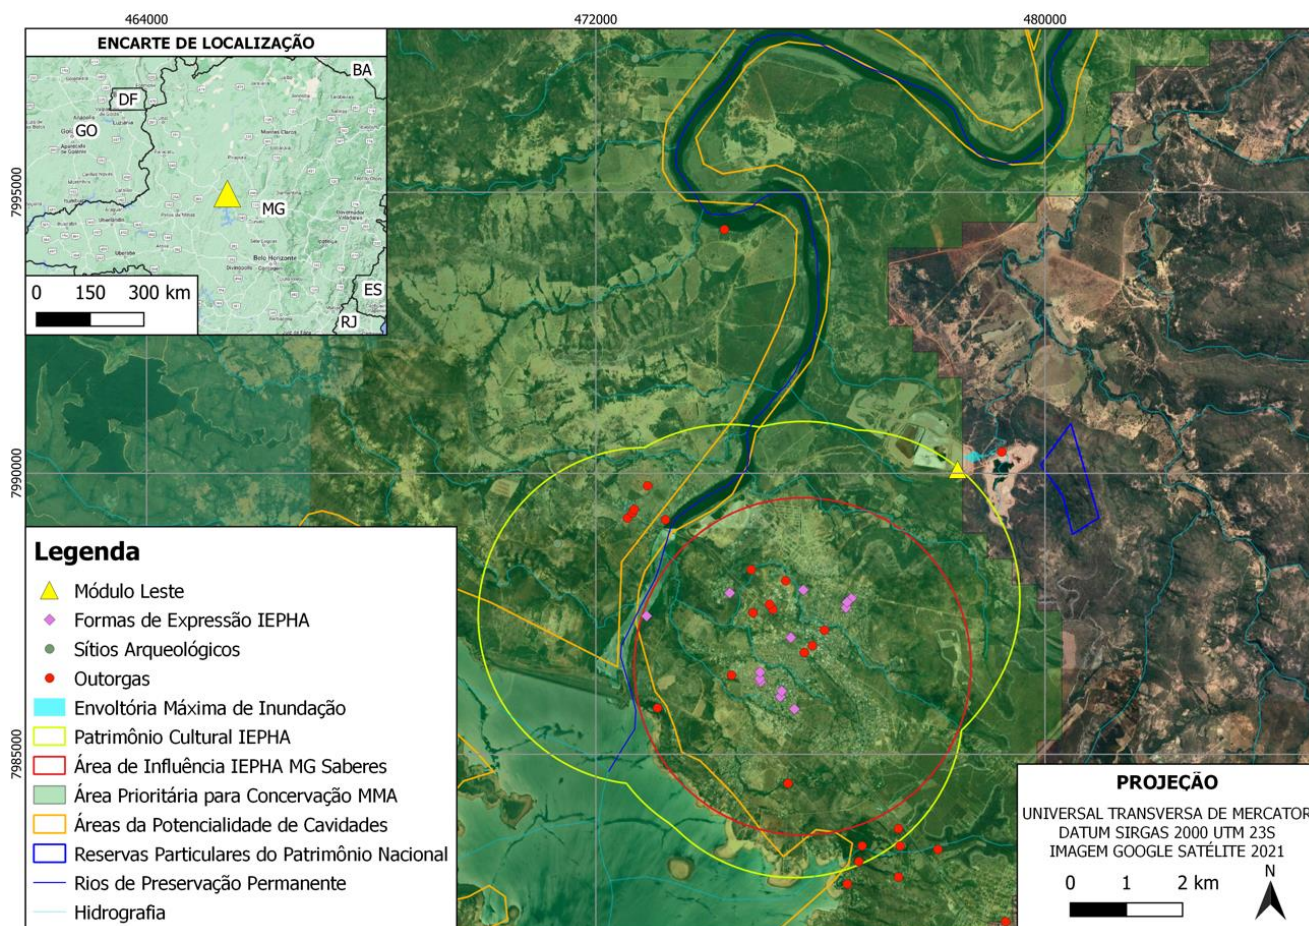 464000
472000
480000
7995000
7990000
7985000
ENCARTE DE LOCALIZAÇÃO
BA
DF
GO
MG
ES
RJ
Belo Horizonte
0 150 300 km
Legenda
Módulo Leste
Formas de Expressão IEPHA
Sítios Arqueológicos
Outorgas
Envoltória Máxima de Inundação
Patrimônio Cultural IEPHA
Área de Influência IEPHA MG Saberes
Área Prioritária para Concervação MMA
Áreas da Potencialidade de Cavidades
Reservas Particulares do Patrimônio Nacional
Rios de Preservação Permanente
Hidrografia
PROJEÇÃO
UNIVERSAL TRANSVERSA DE MERCATOR
DATUM SIRGAS 2000 UTM 23S
IMAGEM GOOGLE SATÉLITE 2021
0 1 2 km
N